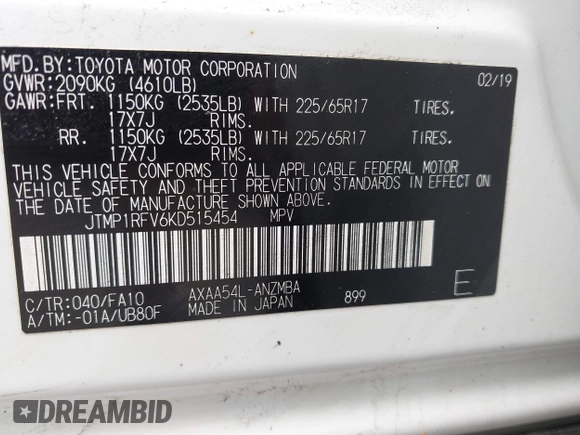 MFD.BY:TOYOTA MOTOR CORPORATION 02/19
GVWR:2090KG (4610LB)
GAWR:FRT. 1150KG (2535LB) WITH 225/65R17 TIRES.
17X7J RIMS.
RR. 1150KG (2535LB) WITH 225/65R17 TIRES.
17X7J RIMS.
THIS VEHICLE CONFORMS TO ALL APPLICABLE FEDERAL MOTOR
VEHICLE SAFETY AND THEFT PREVENTION STANDARDS IN EFFECT ON
THE DATE OF MANUFACTURE SHOWN ABOVE.
JTMP1RFV6KD515454 MPV
C/TR:040/FA10 AXAA54L-ANZMBA
A/TM:-01A/UB80F MADE IN JAPAN 899 E
DREAMBID